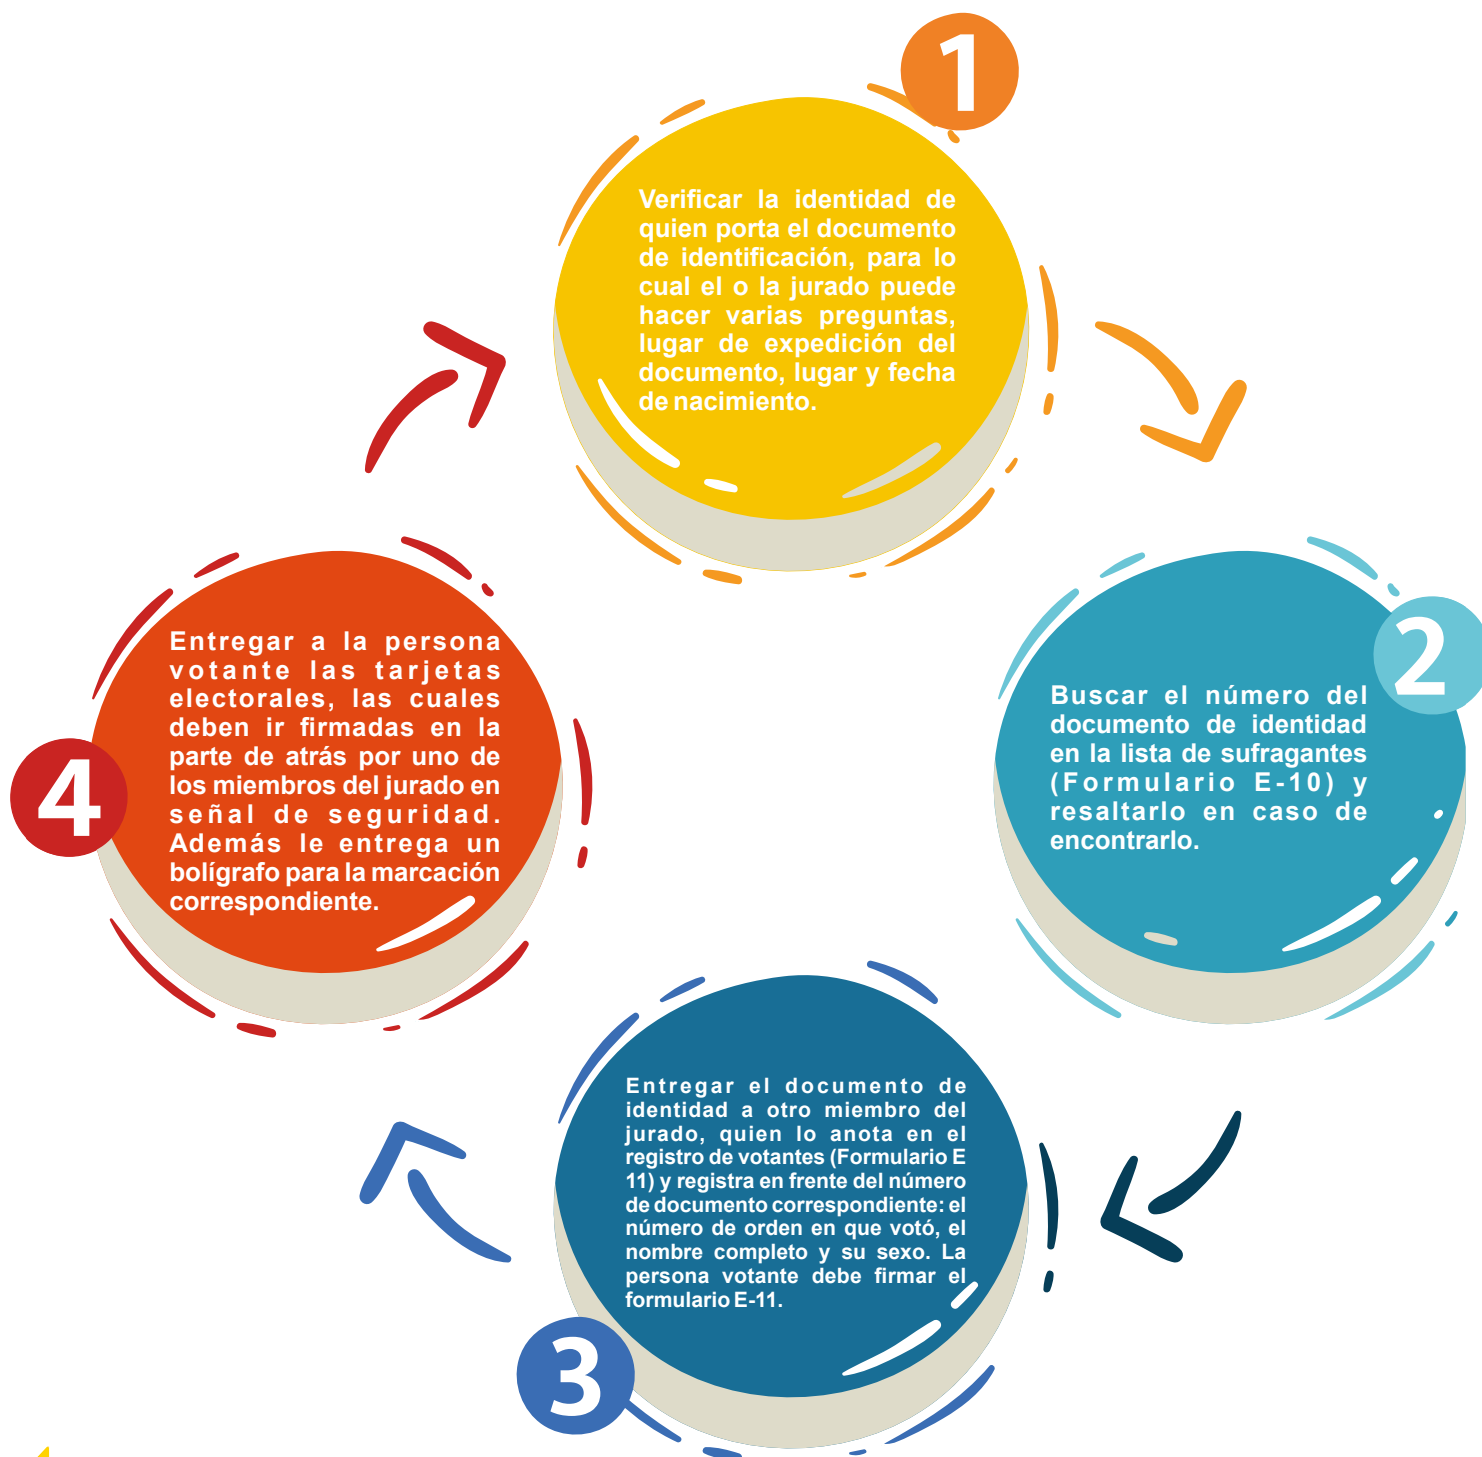 1
Verificar la identidad de
quien porta el documento
de identificación, para lo
cual el o la jurado puede
hacer varias preguntas,
lugar de expedición del
documento, lugar y fecha
de nacimiento.
2
Buscar el número del
documento de identidad
en la lista de sufragantes
(Formulario E-10) y
resaltarlo en caso de
encontrarlo.
3
Entregar el documento de
identidad a otro miembro del
jurado, quien lo anota en el
registro de votantes (Formulario E
11) y registra en frente del número
de documento correspondiente: el
número de orden en que votó, el
nombre completo y su sexo. La
persona votante debe firmar el
formulario E-11.
4
Entregar a la persona
votante las tarjetas
electorales, las cuales
deben ir firmadas en la
parte de atrás por uno de
los miembros del jurado en
señal de seguridad.
Además le entrega un
bolígrafo para la marcación
correspondiente.